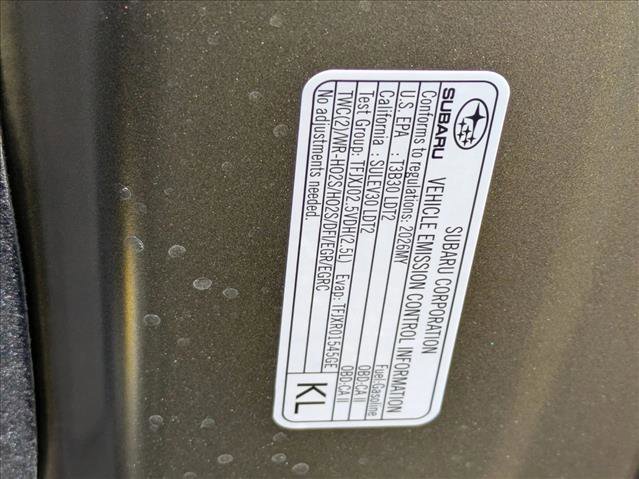 SUBARU
SUBARU CORPORATION
VEHICLE EMISSION CONTROL INFORMATION
Conforms to regulations: 2026MY Fuel:Gasoline
U.S. EPA : T3B30 LDT2 OBD-CA II
California : SULEV30 LDT2 OBD-CA II
Test Group: TFJXJ02.5VDH(2.5L) Evap: TFJXR01545GE
TWC(2)/WR-HO2S/HO2S/DFI/EGR/EGRC
No adjustments needed.
KL